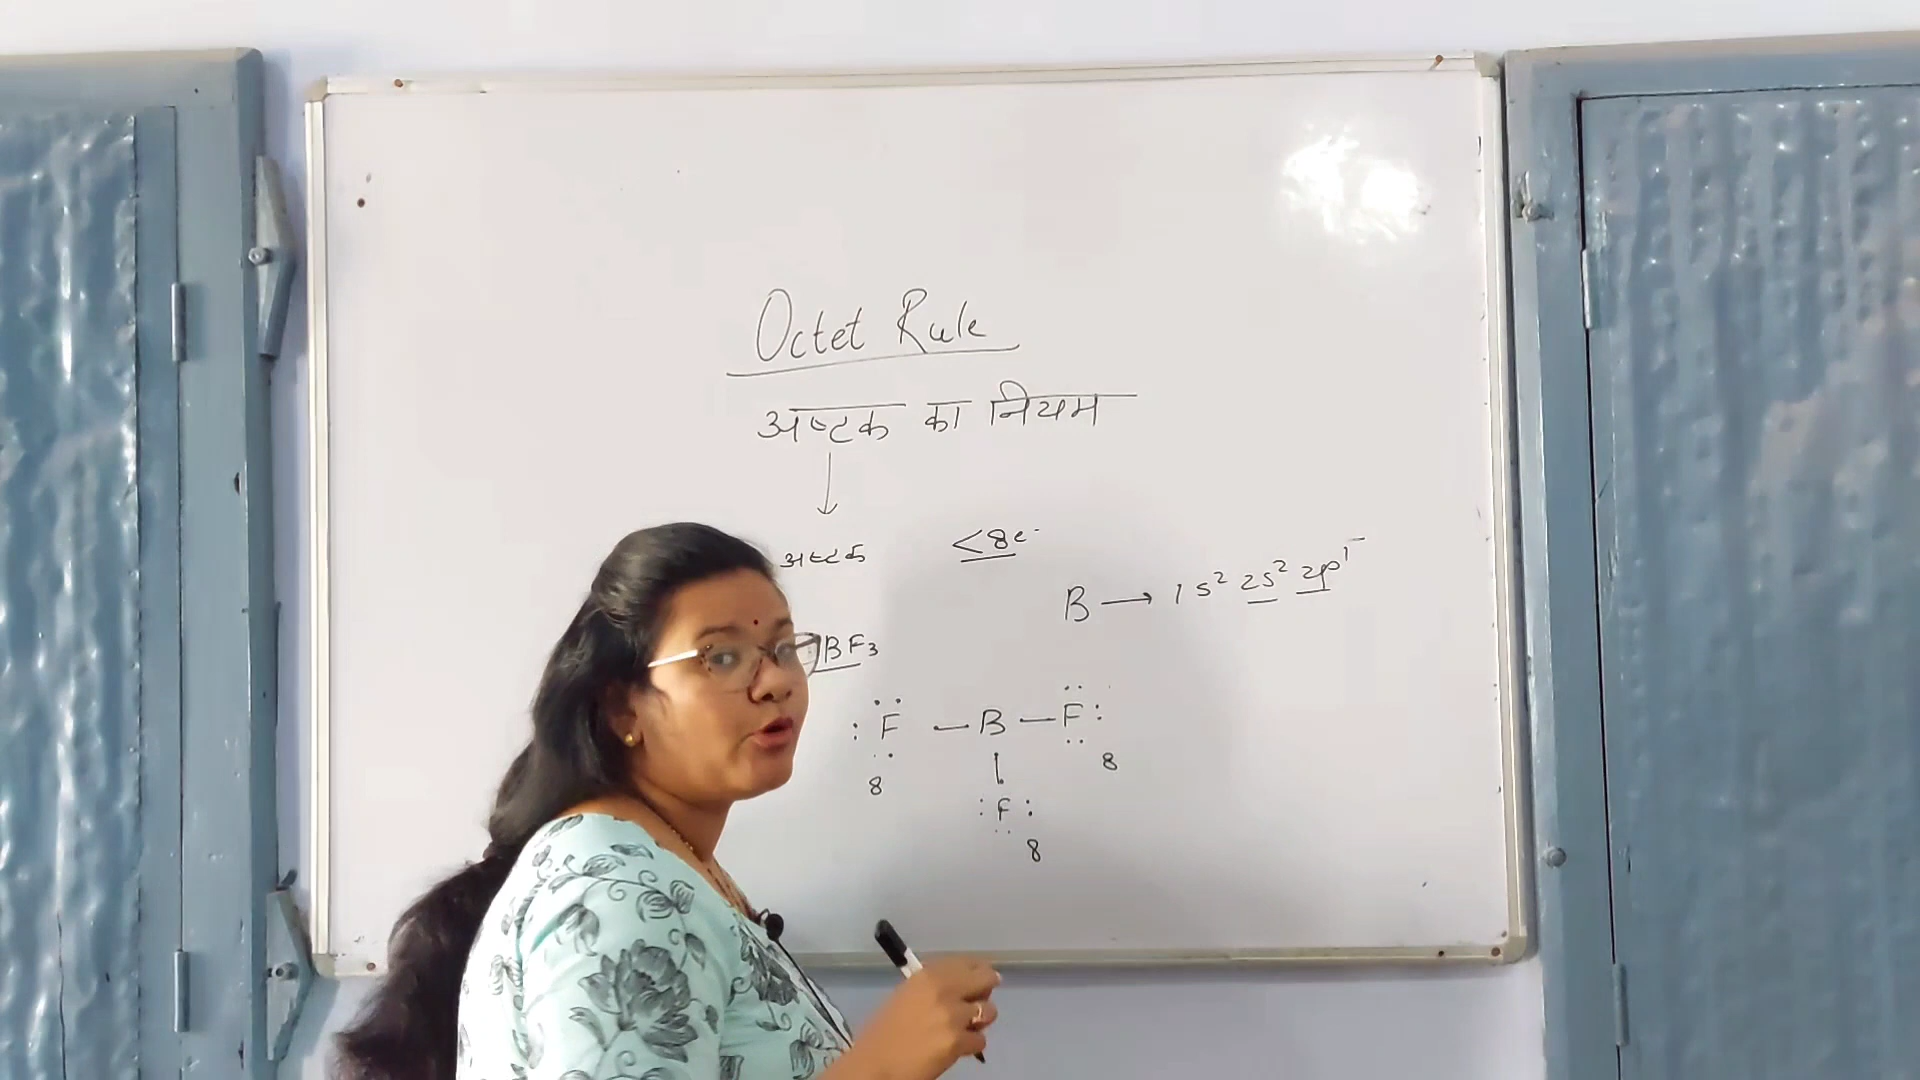 Octet Rule
अष्टक का नियम
↓
अष्टक <8e⁻
B → 1s² 2s² 2p¹
BF₃
:F — B — F:
8 8
:F:
8